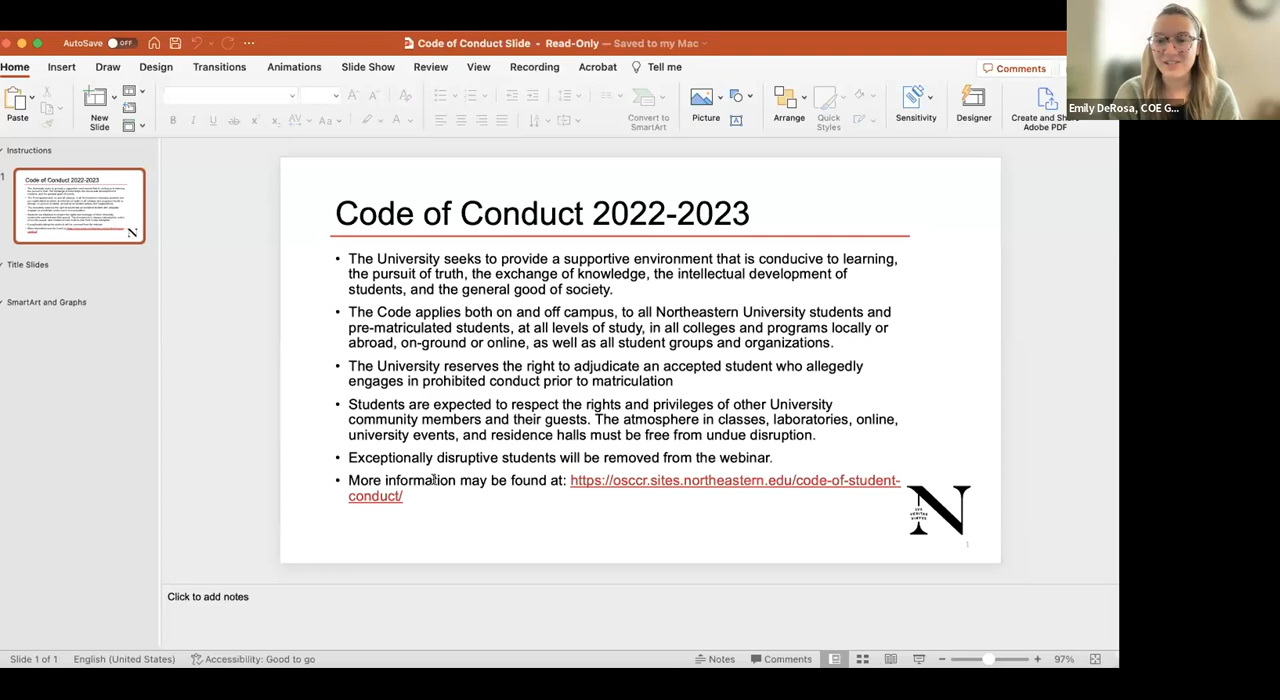 AutoSave OFF
Code of Conduct Slide - Read-Only — Saved to my Mac
Home Insert Draw Design Transitions Animations Slide Show Review View Recording Acrobat Tell me
Comments
Paste
New
Slide
Convert to
SmartArt
Picture
Arrange
Quick
Styles
Sensitivity
Designer
Create and Sha
Adobe PDF
Emily DeRosa, COE G...
Instructions
1
Title Slides
SmartArt and Graphs
Code of Conduct 2022-2023
• The University seeks to provide a supportive environment that is conducive to learning,
the pursuit of truth, the exchange of knowledge, the intellectual development of
students, and the general good of society.
• The Code applies both on and off campus, to all Northeastern University students and
pre-matriculated students, at all levels of study, in all colleges and programs locally or
abroad, on-ground or online, as well as all student groups and organizations.
• The University reserves the right to adjudicate an accepted student who allegedly
engages in prohibited conduct prior to matriculation
• Students are expected to respect the rights and privileges of other University
community members and their guests. The atmosphere in classes, laboratories, online,
university events, and residence halls must be free from undue disruption.
• Exceptionally disruptive students will be removed from the webinar.
• More information may be found at: https://osccr.sites.northeastern.edu/code-of-student-
conduct/
N
1
Click to add notes
Slide 1 of 1 English (United States) Accessibility: Good to go Notes Comments 97%